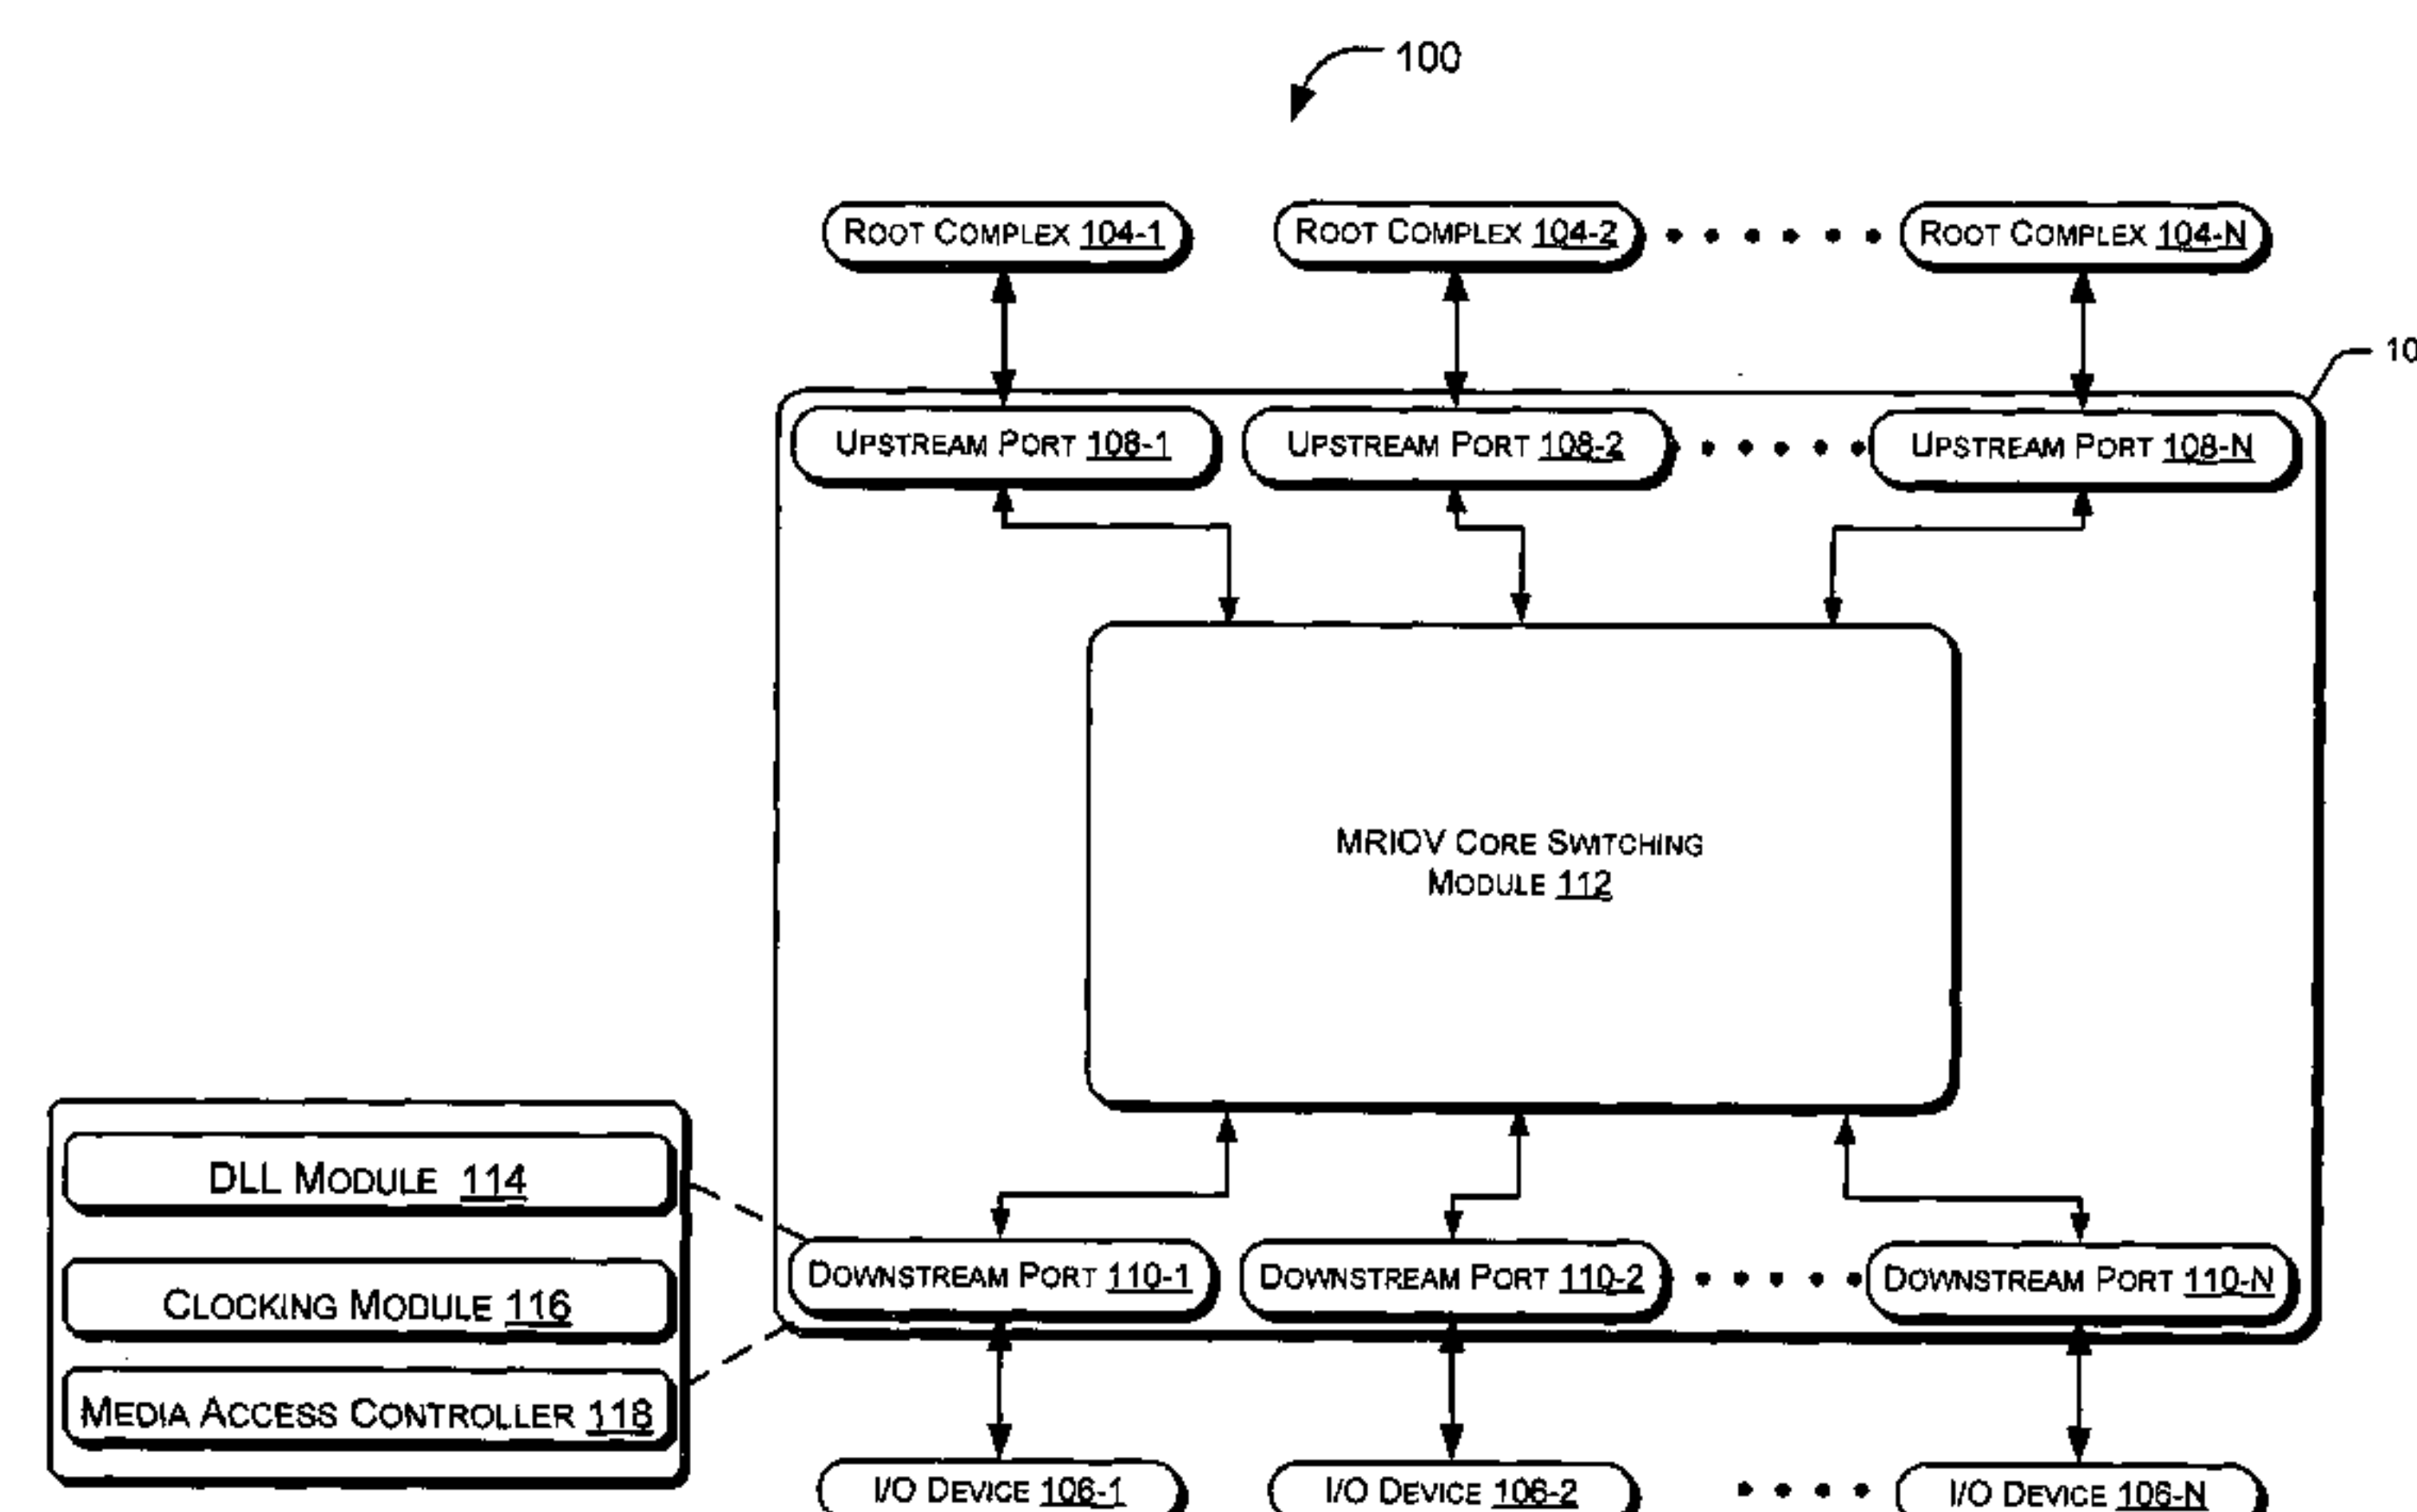 100
ROOT COMPLEX 104-1
ROOT COMPLEX 104-2
ROOT COMPLEX 104-N
10
UPSTREAM PORT 108-1
UPSTREAM PORT 108-2
UPSTREAM PORT 108-N
MRIOV CORE SWITCHING
MODULE 112
DLL MODULE 114
CLOCKING MODULE 116
MEDIA ACCESS CONTROLLER 118
DOWNSTREAM PORT 110-1
DOWNSTREAM PORT 110-2
DOWNSTREAM PORT 110-N
I/O DEVICE 106-1
I/O DEVICE 106-2
I/O DEVICE 106-N